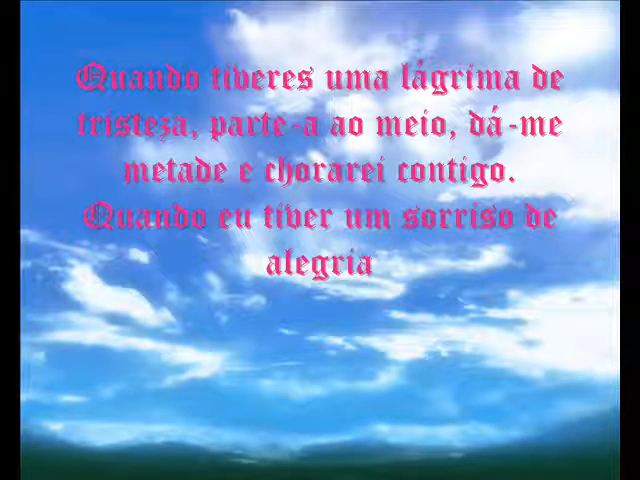 Quando tiveres uma lágrima de
tristeza, parte-a ao meio, dá-me
metade e chorarei contigo.
Quando eu tiver um sorriso de
alegria